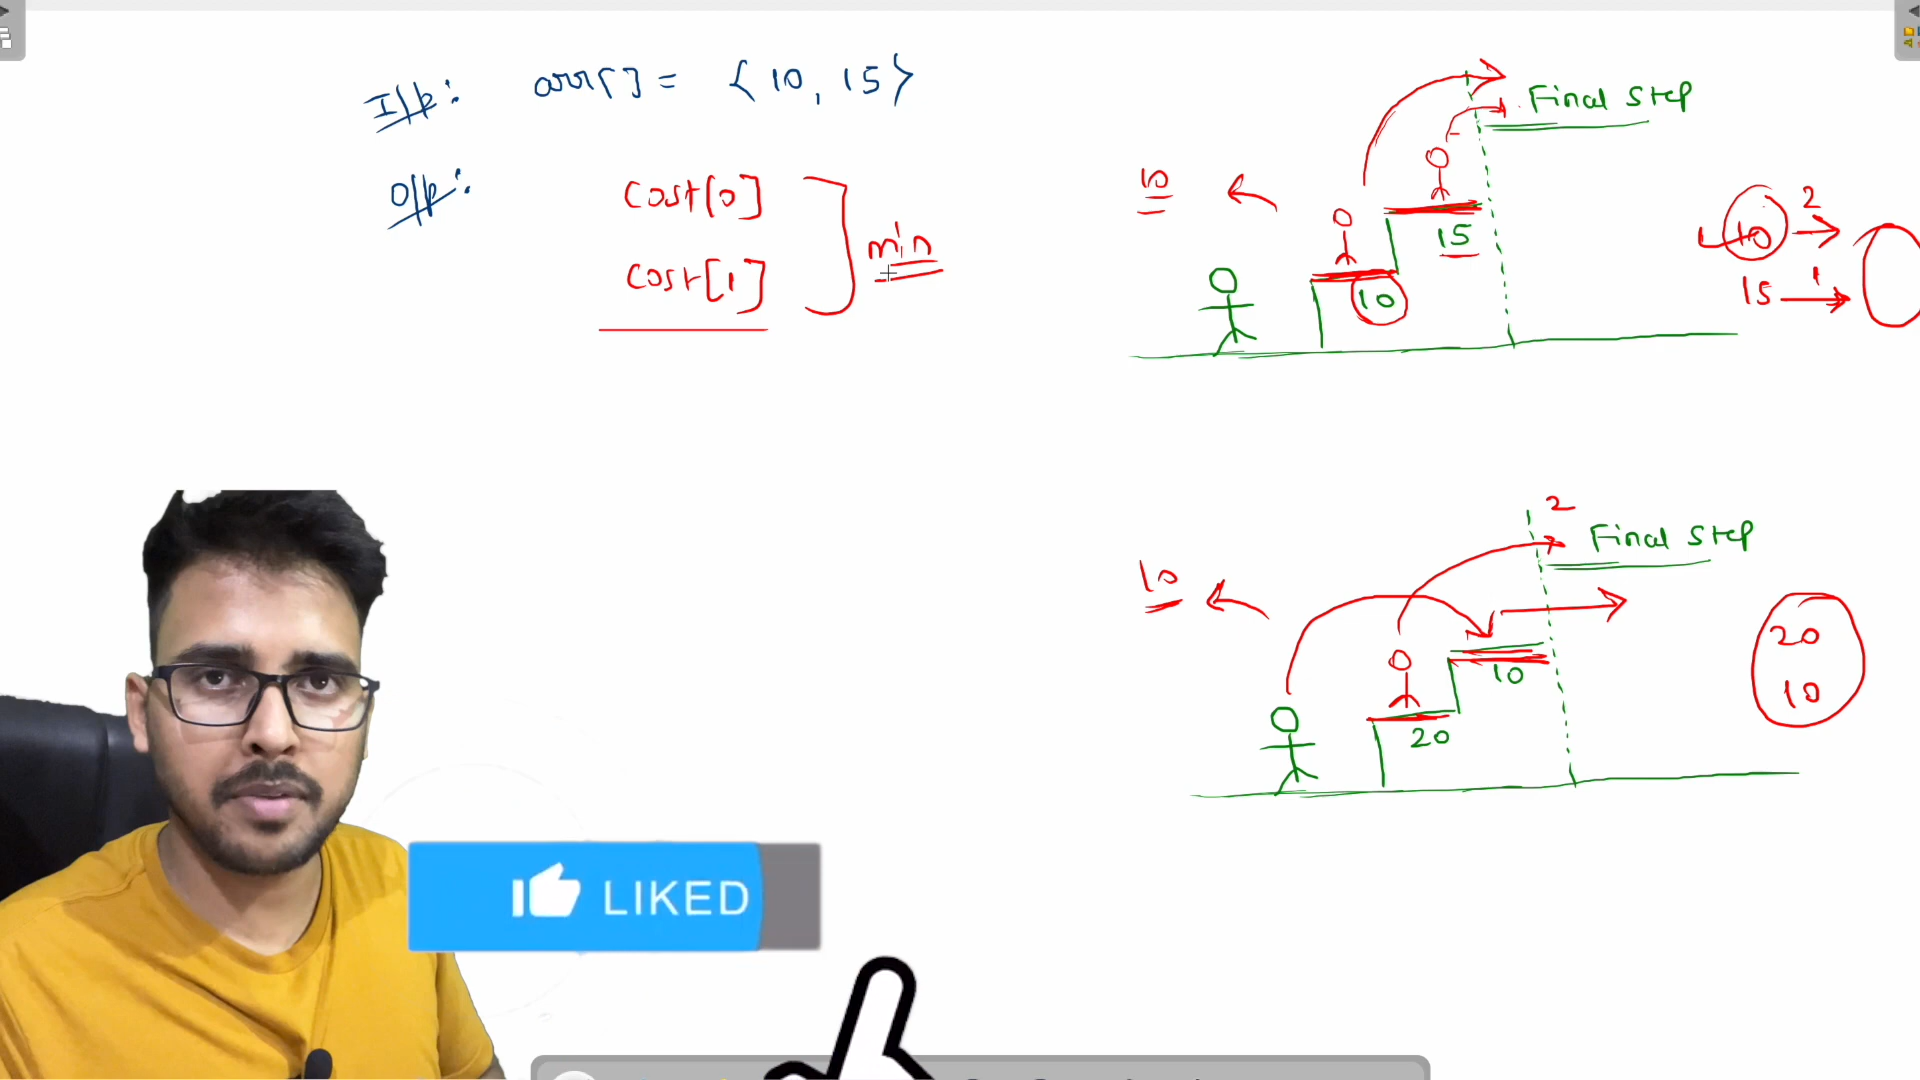 I/p: arr[] = {10, 15}
O/p:
cost[0]
cost[1]
min
Final Step
10
15
10
10
2
15
1
2
Final Step
10
10
20
20
10
LIKED